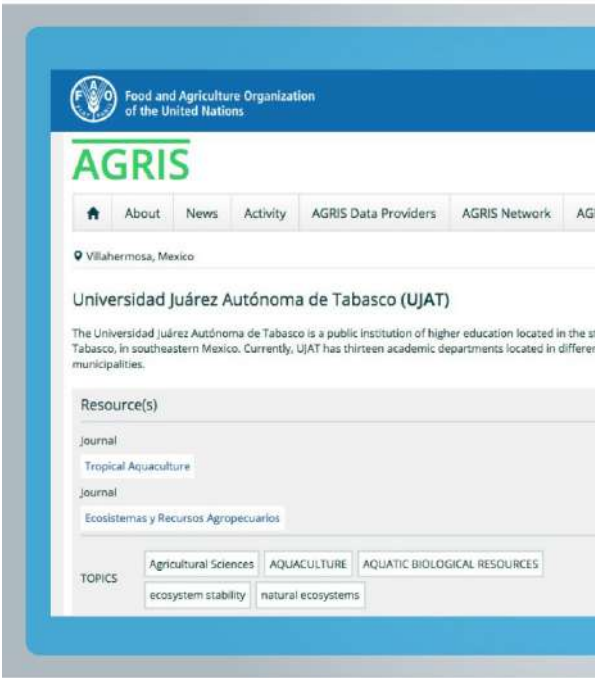 Food and Agriculture Organization
of the United Nations
AGRIS
About News Activity AGRIS Data Providers AGRIS Network
Villahermosa, Mexico
Universidad Juárez Autónoma de Tabasco (UJAT)
The Universidad Juárez Autónoma de Tabasco is a public institution of higher education located in the
Tabasco, in southeastern Mexico. Currently, UJAT has thirteen academic departments located in
municipalities.
Resource(s)
Journal
Tropical Aquaculture
Journal
Ecosistemas y Recursos Agropecuarios
Agricultural Sciences AQUACULTURE AQUATIC BIOLOGICAL RESOURCES
TOPICS
ecosystem stability natural ecosystems